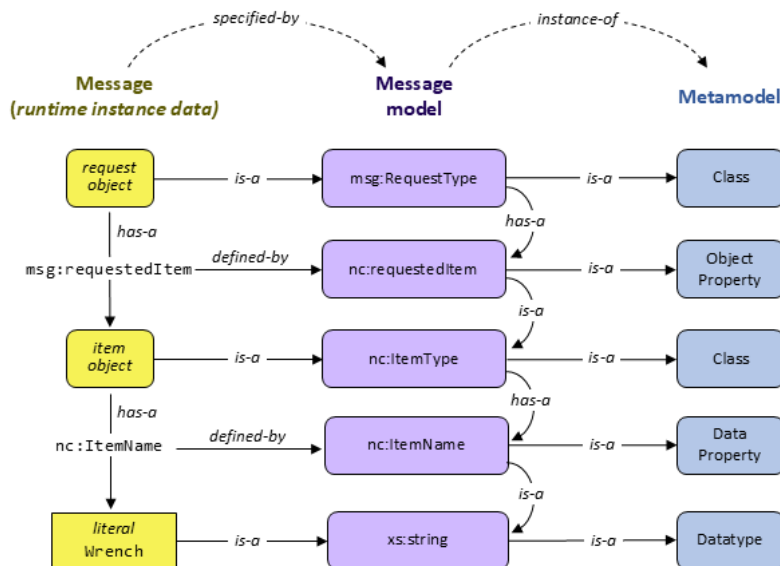 specified-by
instance-of
Message
(runtime instance data)
Message
model
Metamodel
request
object
is-a
msg:RequestType
is-a
Class
has-a
has-a
msg:requestedItem
defined-by
nc:requestedItem
is-a
Object
Property
is-a
item
object
is-a
nc:ItemType
is-a
Class
has-a
has-a
nc:ItemName
defined-by
nc:ItemName
is-a
Data
Property
is-a
literal
Wrench
is-a
xs:string
is-a
Datatype